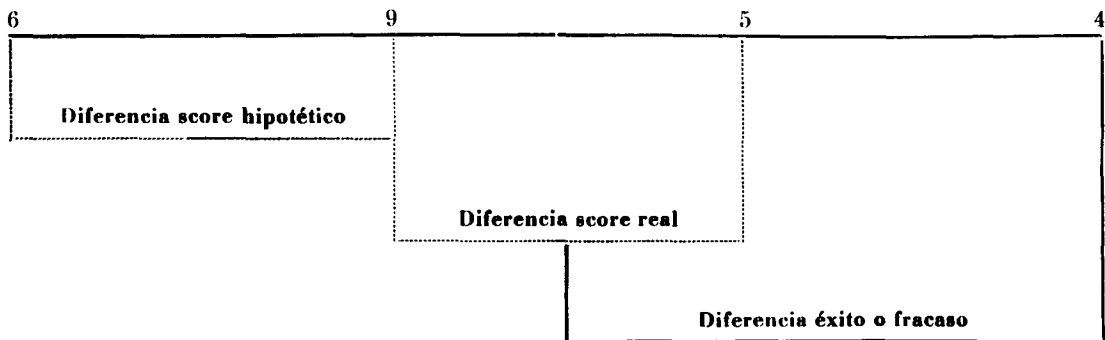 6 9 5 4
Diferencia score hipotético
Diferencia score real
Diferencia éxito o fracaso